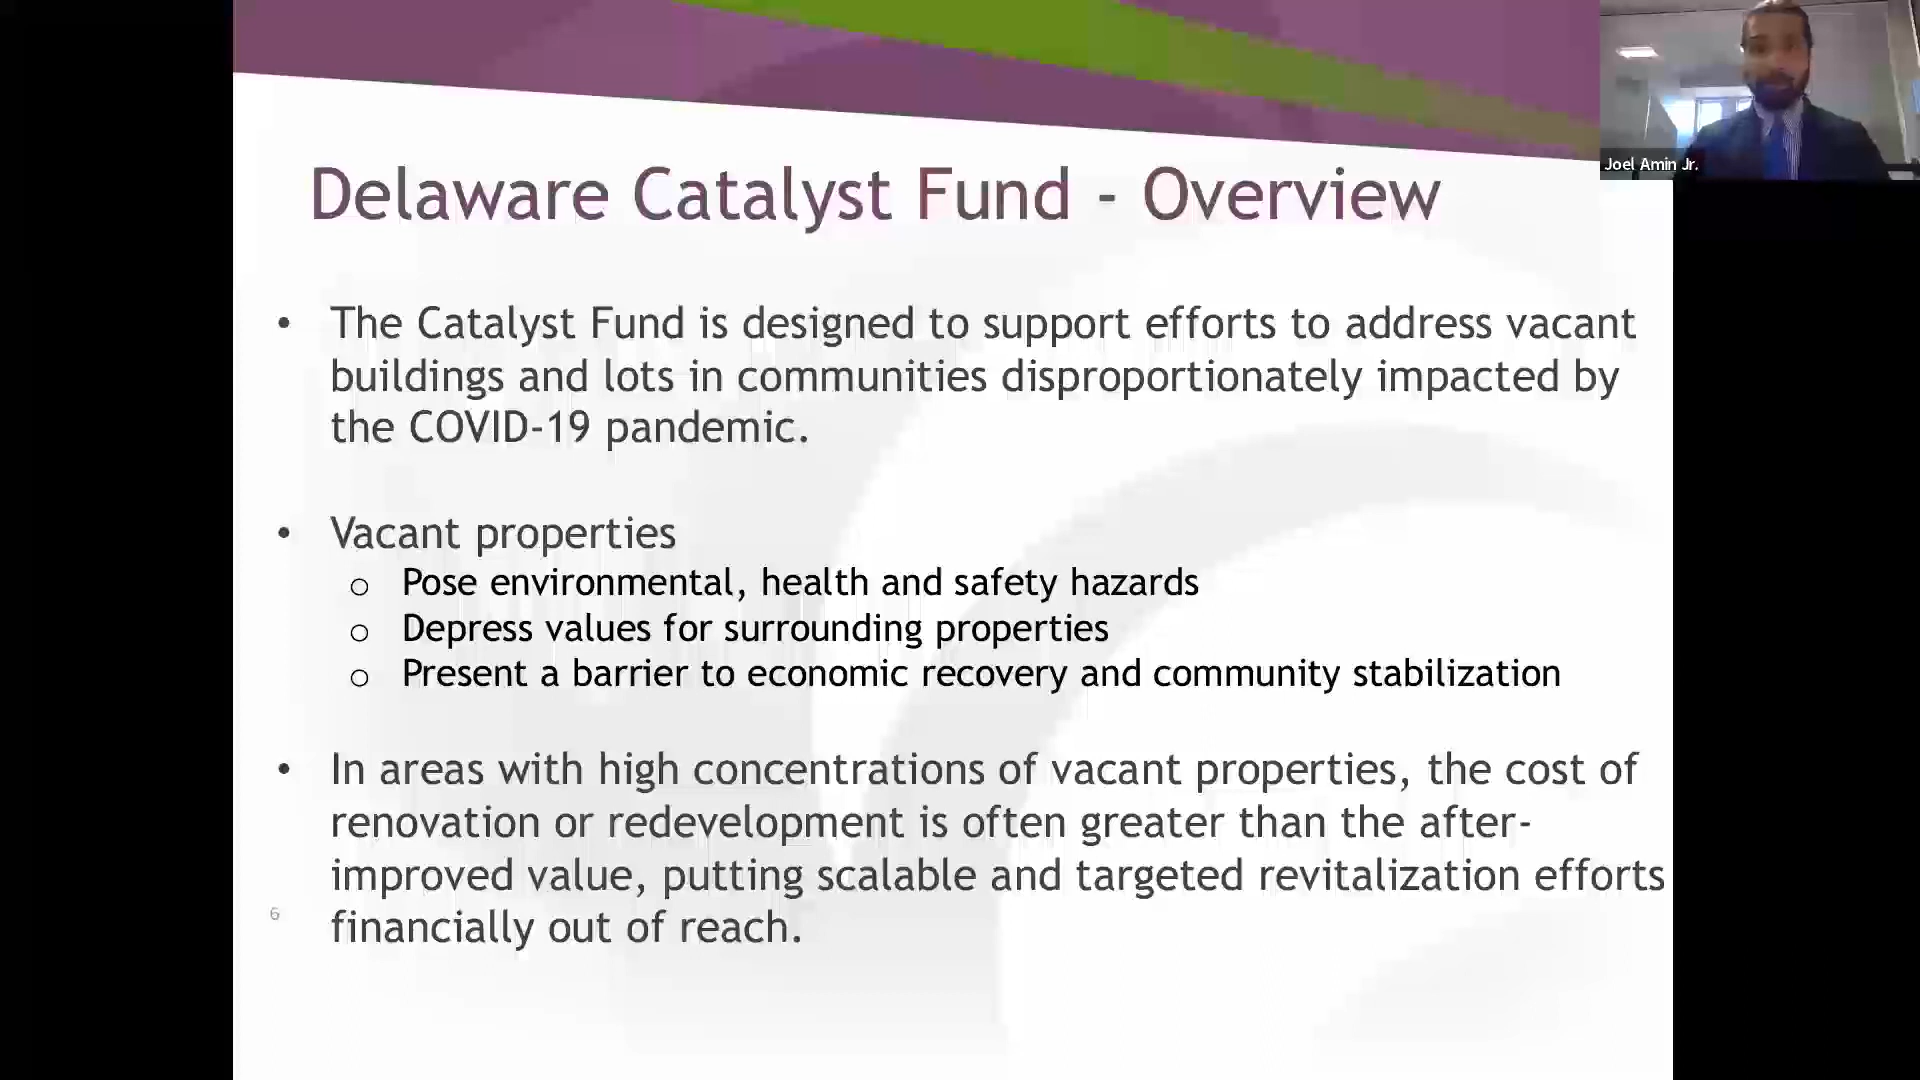 Joel Amin Jr.
Delaware Catalyst Fund - Overview
• The Catalyst Fund is designed to support efforts to address vacant
buildings and lots in communities disproportionately impacted by
the COVID-19 pandemic.
• Vacant properties
o Pose environmental, health and safety hazards
o Depress values for surrounding properties
o Present a barrier to economic recovery and community stabilization
• In areas with high concentrations of vacant properties, the cost of
renovation or redevelopment is often greater than the after-
improved value, putting scalable and targeted revitalization efforts
financially out of reach.
6